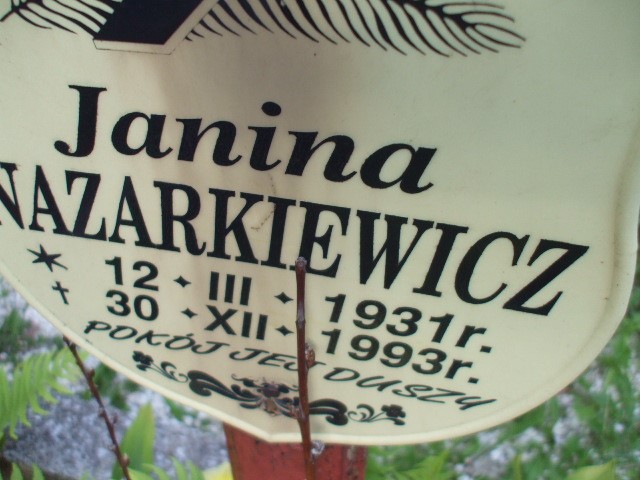 Janina
NAZARKIEWICZ
* 12 • III • 1931r.
† 30 • XII • 1993r.
POKÓJ JEJ DUSZY